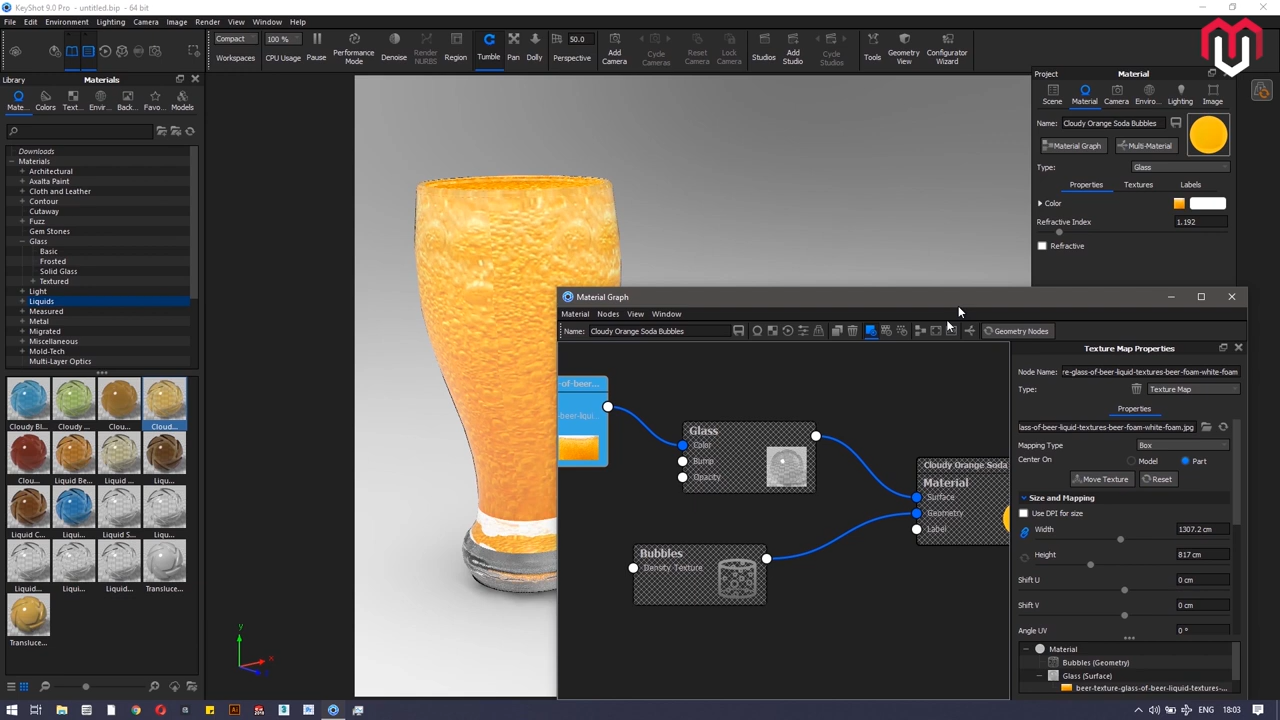 KeyShot 9.0 Pro - untitled.bip - 64 bit
File Edit Environment Lighting Camera Image Render View Window Help
Compact 100 % 50.0
Workspaces CPU Usage Pause Performance Mode Denoise Render NURBS Region Tumble Pan Dolly Perspective Add Camera Cycle Cameras Reset Camera Lock Camera Studios Add Studio Cycle Studios Tools Geometry View Configurator Wizard
Library Materials
Mate... Colors Text... Envir... Back... Favo... Models
Downloads
Materials
Architectural
Axalta Paint
Cloth and Leather
Contour
Cutaway
Fuzz
Gem Stones
Glass
Basic
Frosted
Solid Glass
Textured
Light
Liquids
Measured
Metal
Migrated
Miscellaneous
Mold-Tech
Multi-Layer Optics
Cloudy Bl... Cloudy ... Clou... Cloud...
Clou... Liquid Be... Liquid ... Liqu...
Liquid C... Liquid B... Liquid S... Liquid...
Liquid... Liqui... Liquid... Transluce...
Transluce...
Project Material
Scene Material Camera Enviro... Lighting Image
Name: Cloudy Orange Soda Bubbles
Material Graph Multi-Material
Type: Glass
Properties Textures Labels
Color
Refractive Index 1.192
Refractive
Material Graph
Material Nodes View Window
Name: Cloudy Orange Soda Bubbles Geometry Nodes
-of-beer...
-beer-liqui...
Glass
Color
Bump
Opacity
Bubbles
Density Texture
Cloudy Orange Soda
Material
Surface
Geometry
Label
Texture Map Properties
Node Name: re-glass-of-beer-liquid-textures-beer-foam-white-foam
Type: Texture Map
Properties
lass-of-beer-liquid-textures-beer-foam-white-foam.jpg
Mapping Type Box
Center On Model Part
Move Texture Reset
Size and Mapping
Use DPI for size
Width 1307.2 cm
Height 817 cm
Shift U 0 cm
Shift V 0 cm
Angle UV 0 °
Material
Bubbles (Geometry)
Glass (Surface)
beer-texture-glass-of-beer-liquid-textures-...
y
x
ENG 18:03